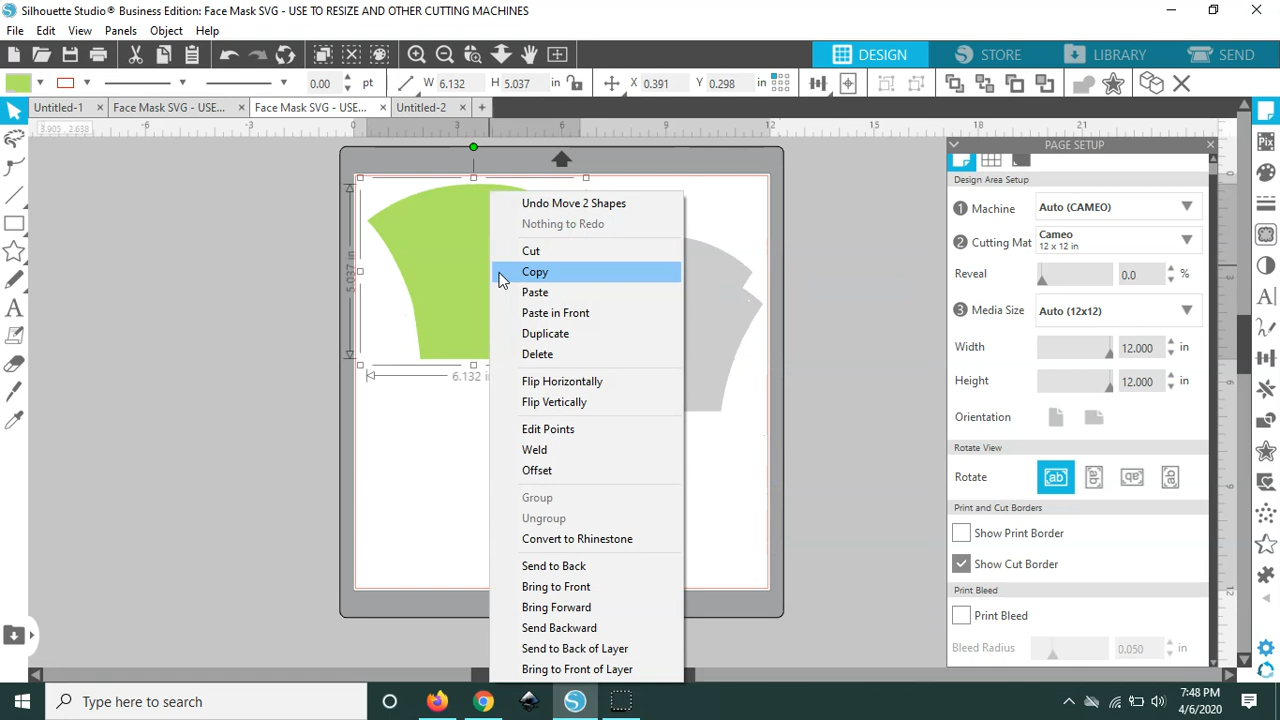 Silhouette Studio® Business Edition: Face Mask SVG - USE TO RESIZE AND OTHER CUTTING MACHINES
File Edit View Panels Object Help
DESIGN STORE LIBRARY SEND
0.00 pt W 6.132 H 5.037 in X 0.391 Y 0.298 in
Untitled-1 × Face Mask SVG - USE... × Face Mask SVG - USE... × Untitled-2 × +
-6 -3 0 3 6 9 12 15 18 21
PAGE SETUP
Design Area Setup
1 Machine Auto (CAMEO)
2 Cutting Mat Cameo
12 x 12 in
Reveal 0.0 %
3 Media Size Auto (12x12)
Width 12.000 in
Height 12.000 in
Orientation
Rotate View
Rotate ab ab ab ab
Print and Cut Borders
Show Print Border
Show Cut Border
Print Bleed
Print Bleed
Bleed Radius 0.050 in
5.037 in
6.132 i
Undo Move 2 Shapes
Nothing to Redo
Cut
Copy
Paste
Paste in Front
Duplicate
Delete
Flip Horizontally
Flip Vertically
Edit Points
Weld
Offset
Group
Ungroup
Convert to Rhinestone
Send to Back
Bring to Front
Bring Forward
Send Backward
Send to Back of Layer
Bring to Front of Layer
Type here to search
7:48 PM
4/6/2020